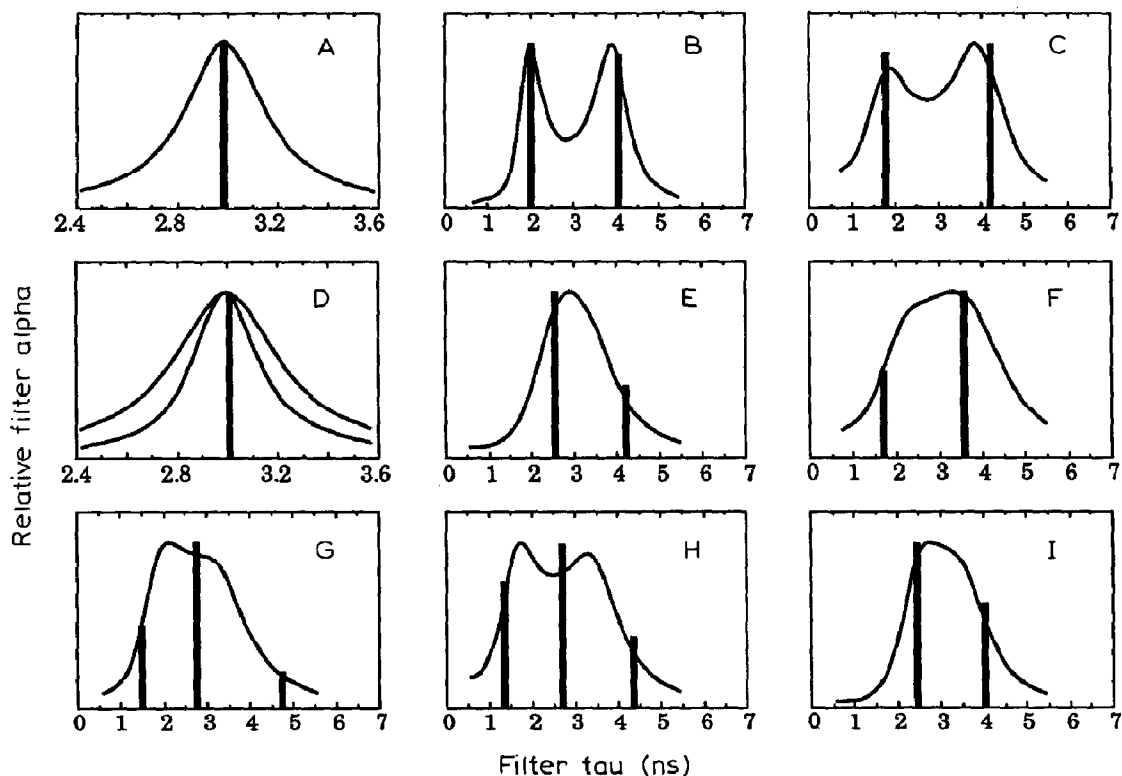 A
B
C
2.4 2.8 3.2 3.6
0 1 2 3 4 5 6 7
0 1 2 3 4 5 6 7
D
E
F
2.4 2.8 3.2 3.6
0 1 2 3 4 5 6 7
0 1 2 3 4 5 6 7
Relative filter alpha
G
H
I
0 1 2 3 4 5 6 7
0 1 2 3 4 5 6 7
0 1 2 3 4 5 6 7
Filter tau (ns)